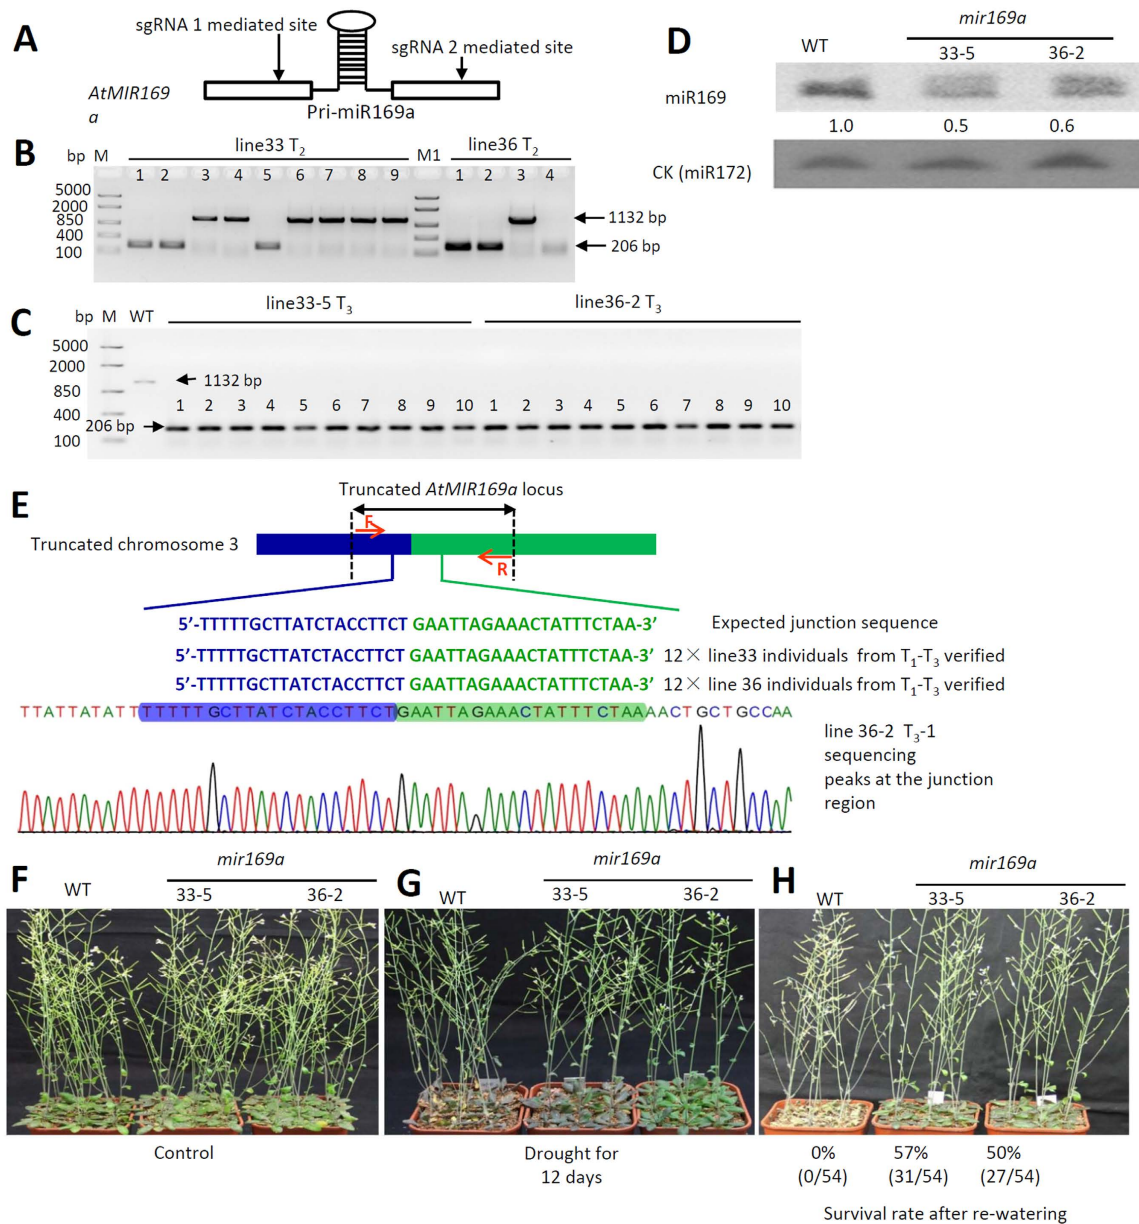 A
sgRNA 1 mediated site
sgRNA 2 mediated site
AtMIR169
a
Pri-miR169a
D
WT
mir169a
33-5 36-2
miR169
1.0 0.5 0.6
CK (miR172)
B
bp M line33 T2 M1 line36 T2
1 2 3 4 5 6 7 8 9 1 2 3 4
5000
2000
850
400
100
1132 bp
206 bp
C
line33-5 T3 line36-2 T3
bp M WT
5000
2000
850
400
100
1132 bp
206 bp
1 2 3 4 5 6 7 8 9 10 1 2 3 4 5 6 7 8 9 10
E
Truncated AtMIR169a locus
F
Truncated chromosome 3
R
5’-TTTTTGCTTATCTACCTTCT GAATTAGAAACTATTTCTAA-3’ Expected junction sequence
5’-TTTTTGCTTATCTACCTTCT GAATTAGAAACTATTTCTAA-3’ 12× line33 individuals from T1-T3 verified
5’-TTTTTGCTTATCTACCTTCT GAATTAGAAACTATTTCTAA-3’ 12× line 36 individuals from T1-T3 verified
TTATTATATTTTTTTGCTTATCTACCTTCTGAATTAGAAACTATTTCTAAAACTGCTGCCAA
line 36-2 T3-1
sequencing
peaks at the junction
region
F
WT
mir169a
33-5 36-2
Control
G
WT
mir169a
33-5 36-2
Drought for
12 days
H
WT
mir169a
33-5 36-2
0% 57% 50%
(0/54) (31/54) (27/54)
Survival rate after re-watering